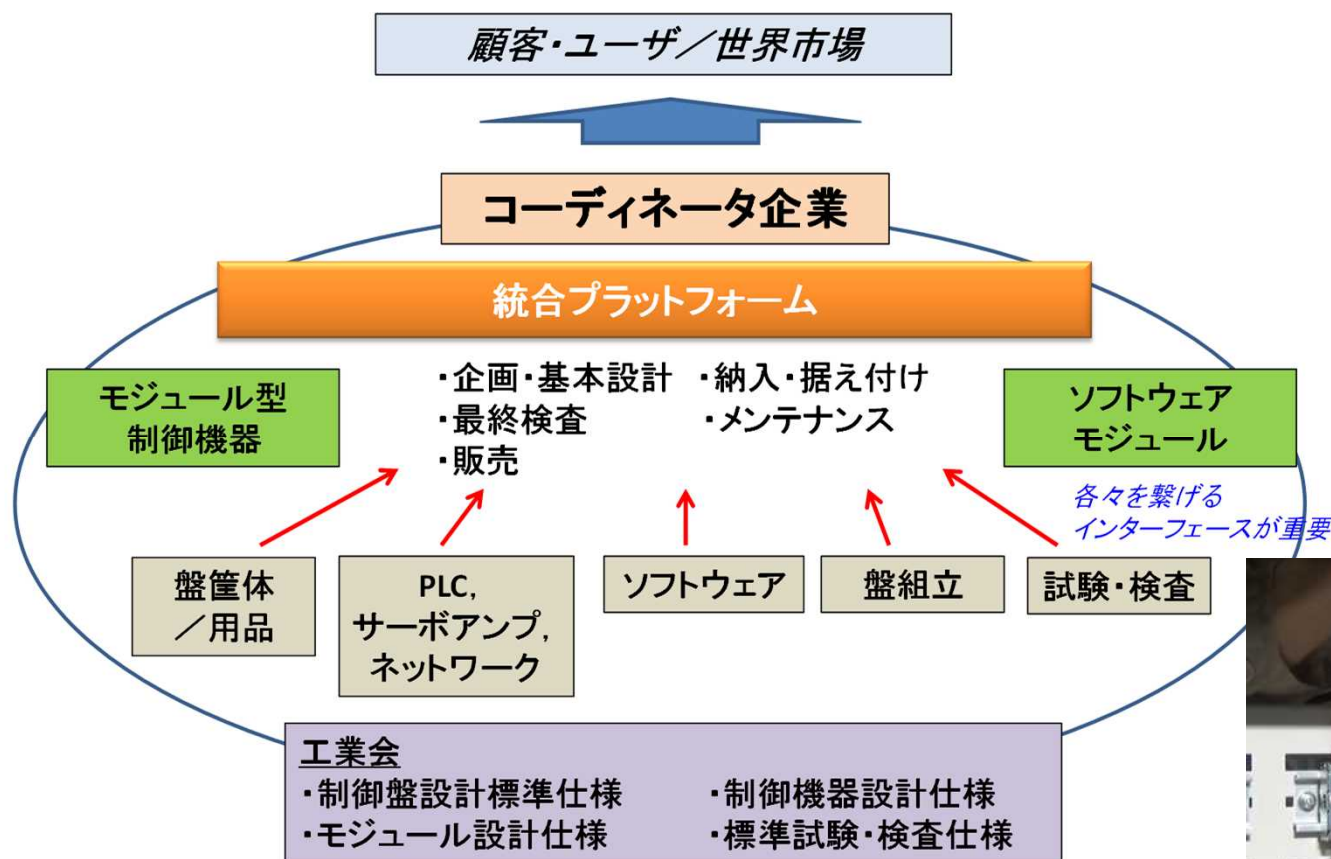 顧客・ユーザ／世界市場
コーディネータ企業
統合プラットフォーム
モジュール型
制御機器
・企画・基本設計 ・納入・据え付け
・最終検査 ・メンテナンス
・販売
ソフトウェア
モジュール
各々を繋げる
インターフェースが重要
盤筐体
／用品
PLC,
サーボアンプ,
ネットワーク
ソフトウェア
盤組立
試験・検査
工業会
・制御盤設計標準仕様 ・制御機器設計仕様
・モジュール設計仕様 ・標準試験・検査仕様